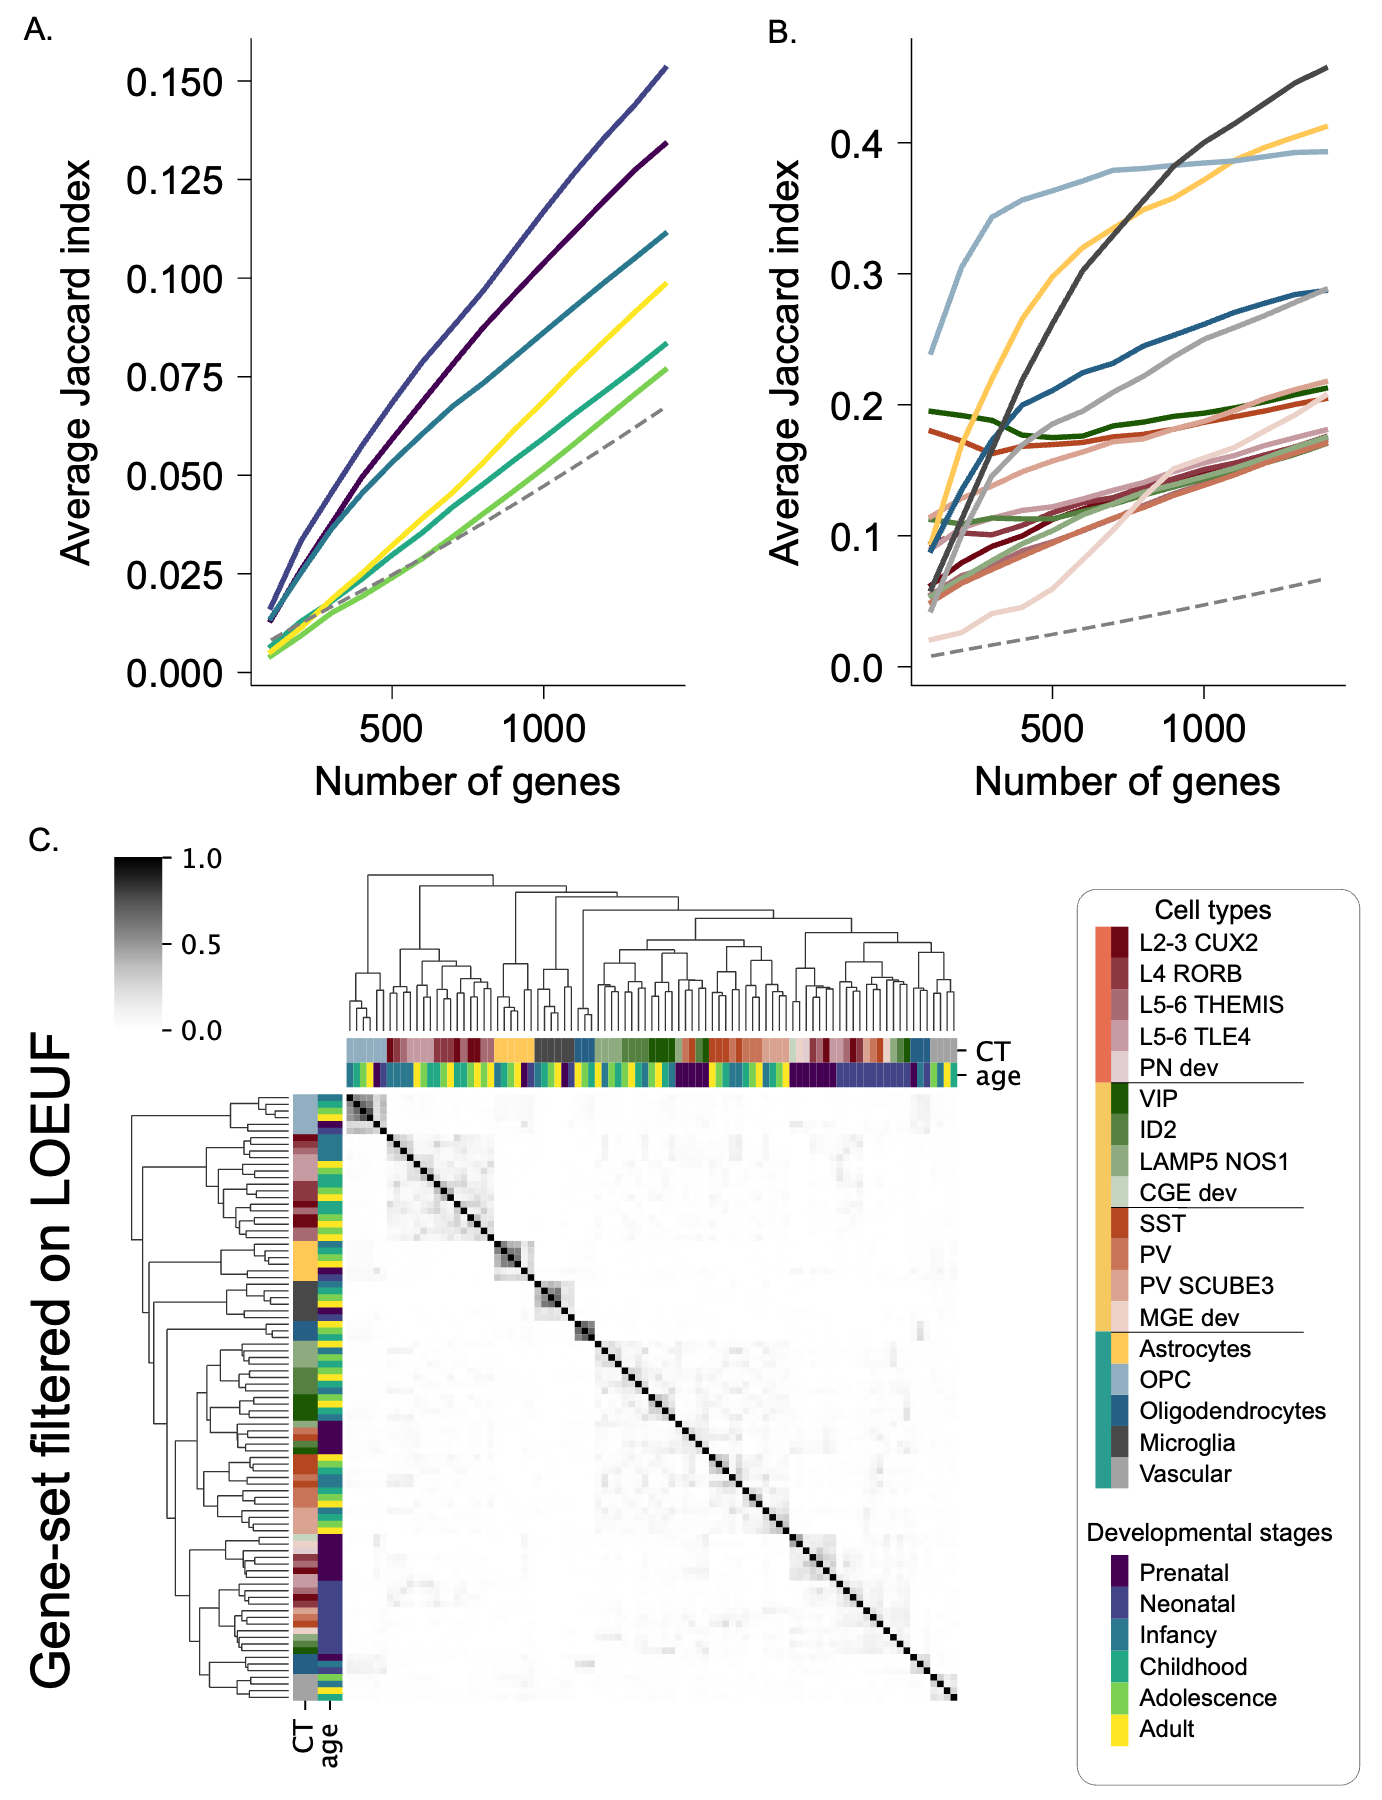 A.
0.150
0.125
0.100
0.075
0.050
0.025
0.000
Average Jaccard index
500
1000
Number of genes
B.
0.4
0.3
0.2
0.1
0.0
Average Jaccard index
500
1000
Number of genes
C.
1.0
0.5
0.0
CT
age
Gene-set filtered on LOEUF
CT
age
Cell types
L2-3 CUX2
L4 RORB
L5-6 THEMIS
L5-6 TLE4
PN dev
VIP
ID2
LAMP5 NOS1
CGE dev
SST
PV
PV SCUBE3
MGE dev
Astrocytes
OPC
Oligodendrocytes
Microglia
Vascular
Developmental stages
Prenatal
Neonatal
Infancy
Childhood
Adolescence
Adult